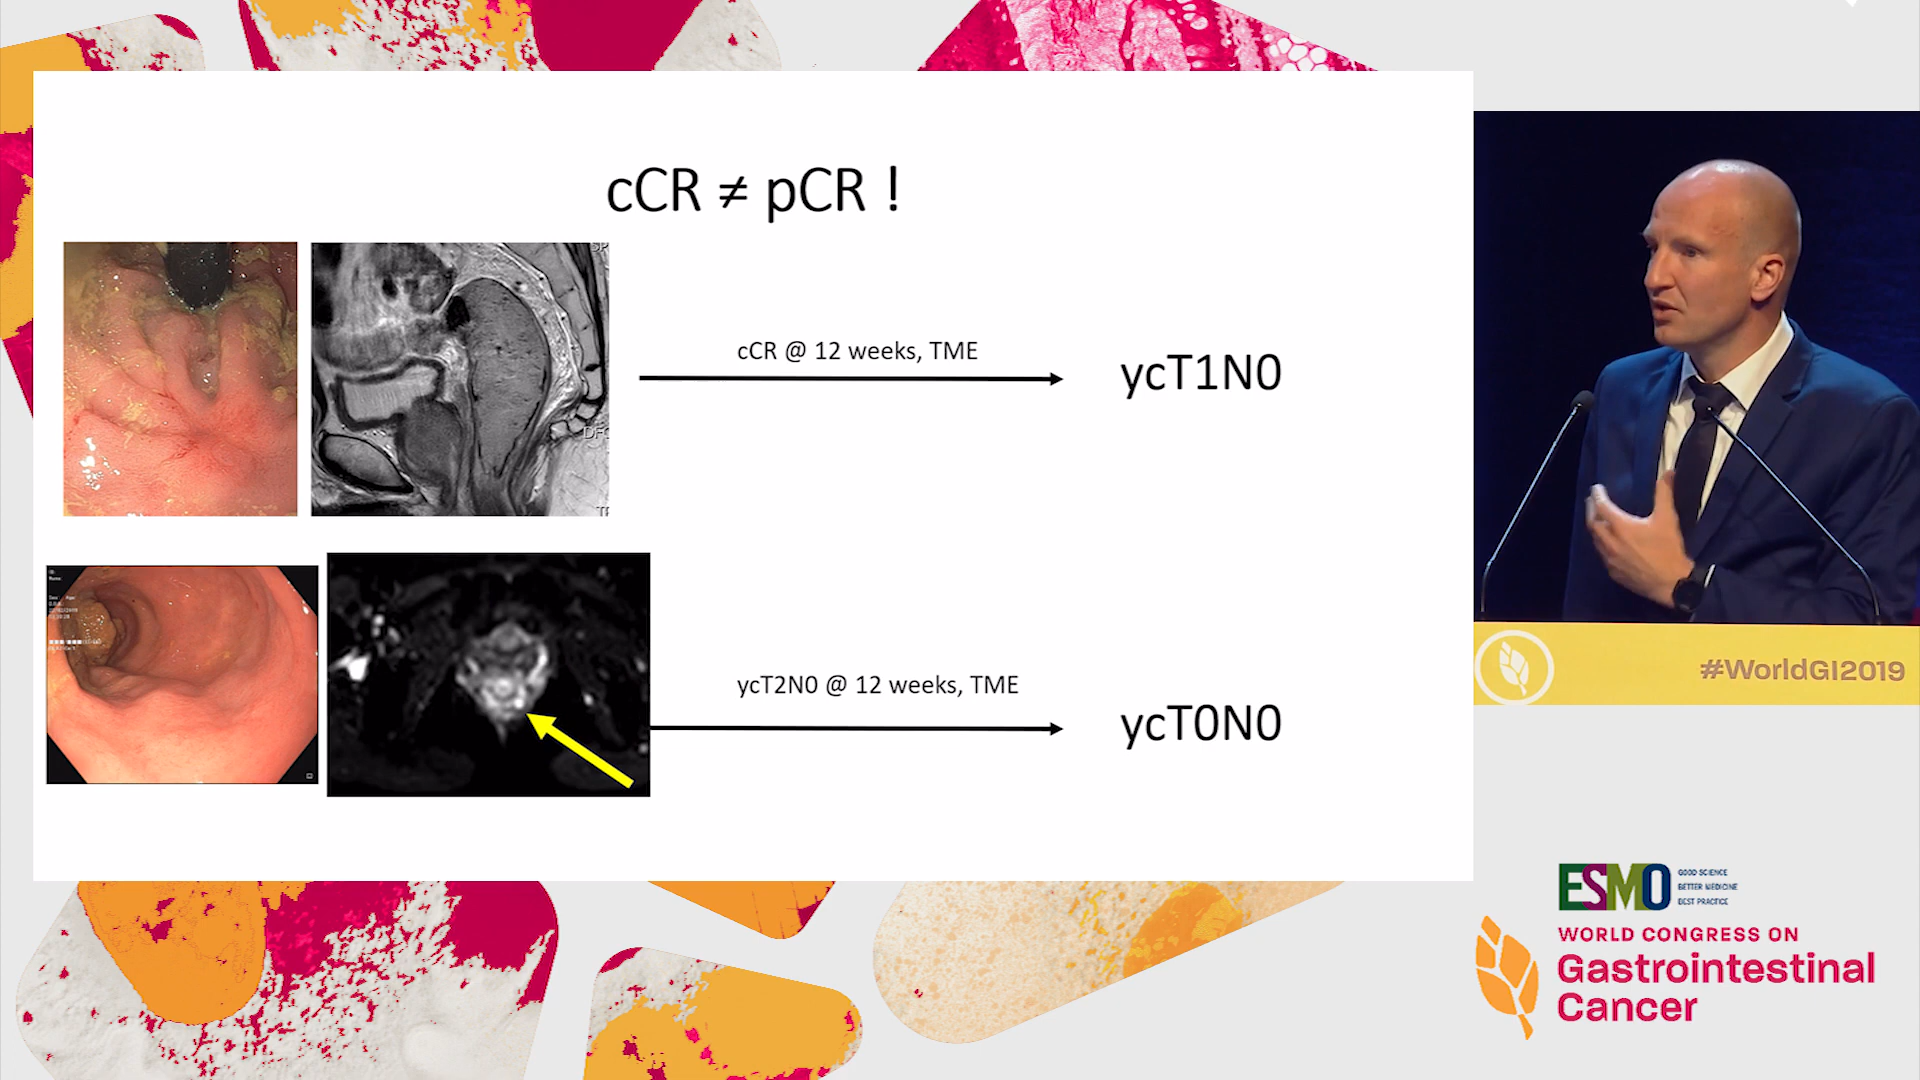 cCR ≠ pCR !
cCR @ 12 weeks, TME
ycT1N0
ycT2N0 @ 12 weeks, TME
ycT0N0
#WorldGI2019
ESMO
GOOD SCIENCE
BETTER MEDICINE
BEST PRACTICE
WORLD CONGRESS ON
Gastrointestinal
Cancer